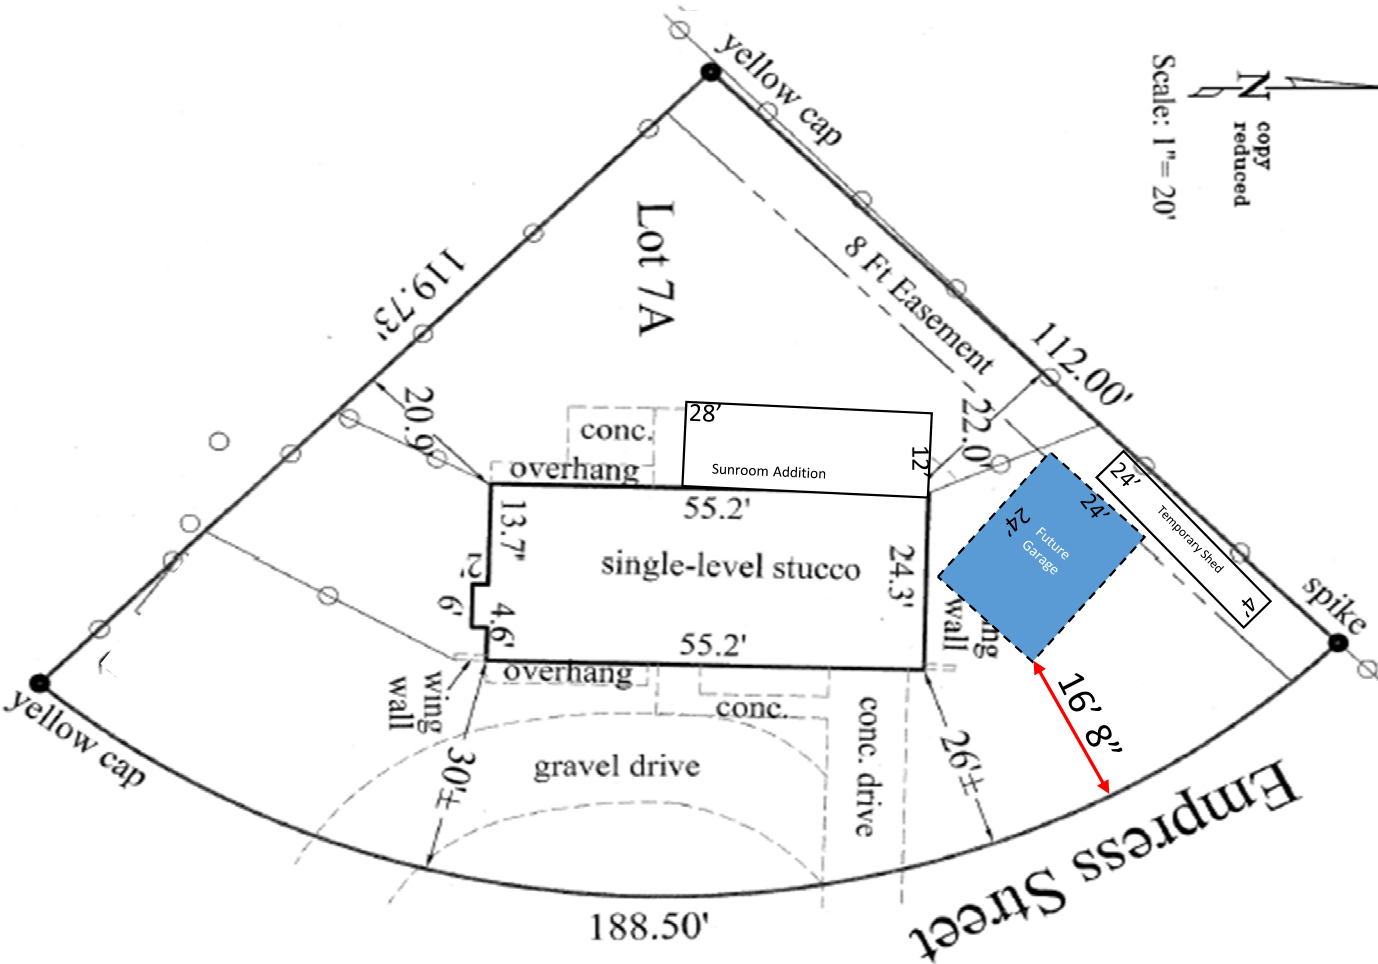 yellow cap
N
copy
reduced
Scale: 1"= 20'
Lot 7A
119.73'
8 Ft Easement
112.00'
20.9'
22.0'
conc.
overhang
28'
12'
Sunroom Addition
24'
Temporary Shed
4'
24'
24'
Future
Garage
55.2'
13.7'
single-level stucco
24.3'
2'
6'
4.6'
55.2'
spike
wing
wall
overhang
wing
wall
conc.
conc. drive
gravel drive
30'±
26'±
16' 8"
yellow cap
188.50'
Empress Street